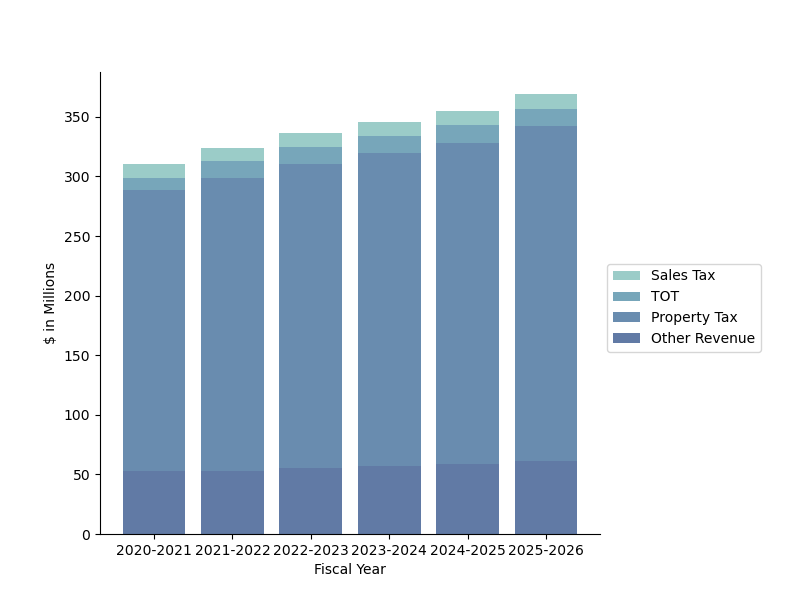 350
300
250
200
150
100
50
0
$ in Millions
2020-2021 2021-2022 2022-2023 2023-2024 2024-2025 2025-2026
Fiscal Year
Sales Tax
TOT
Property Tax
Other Revenue